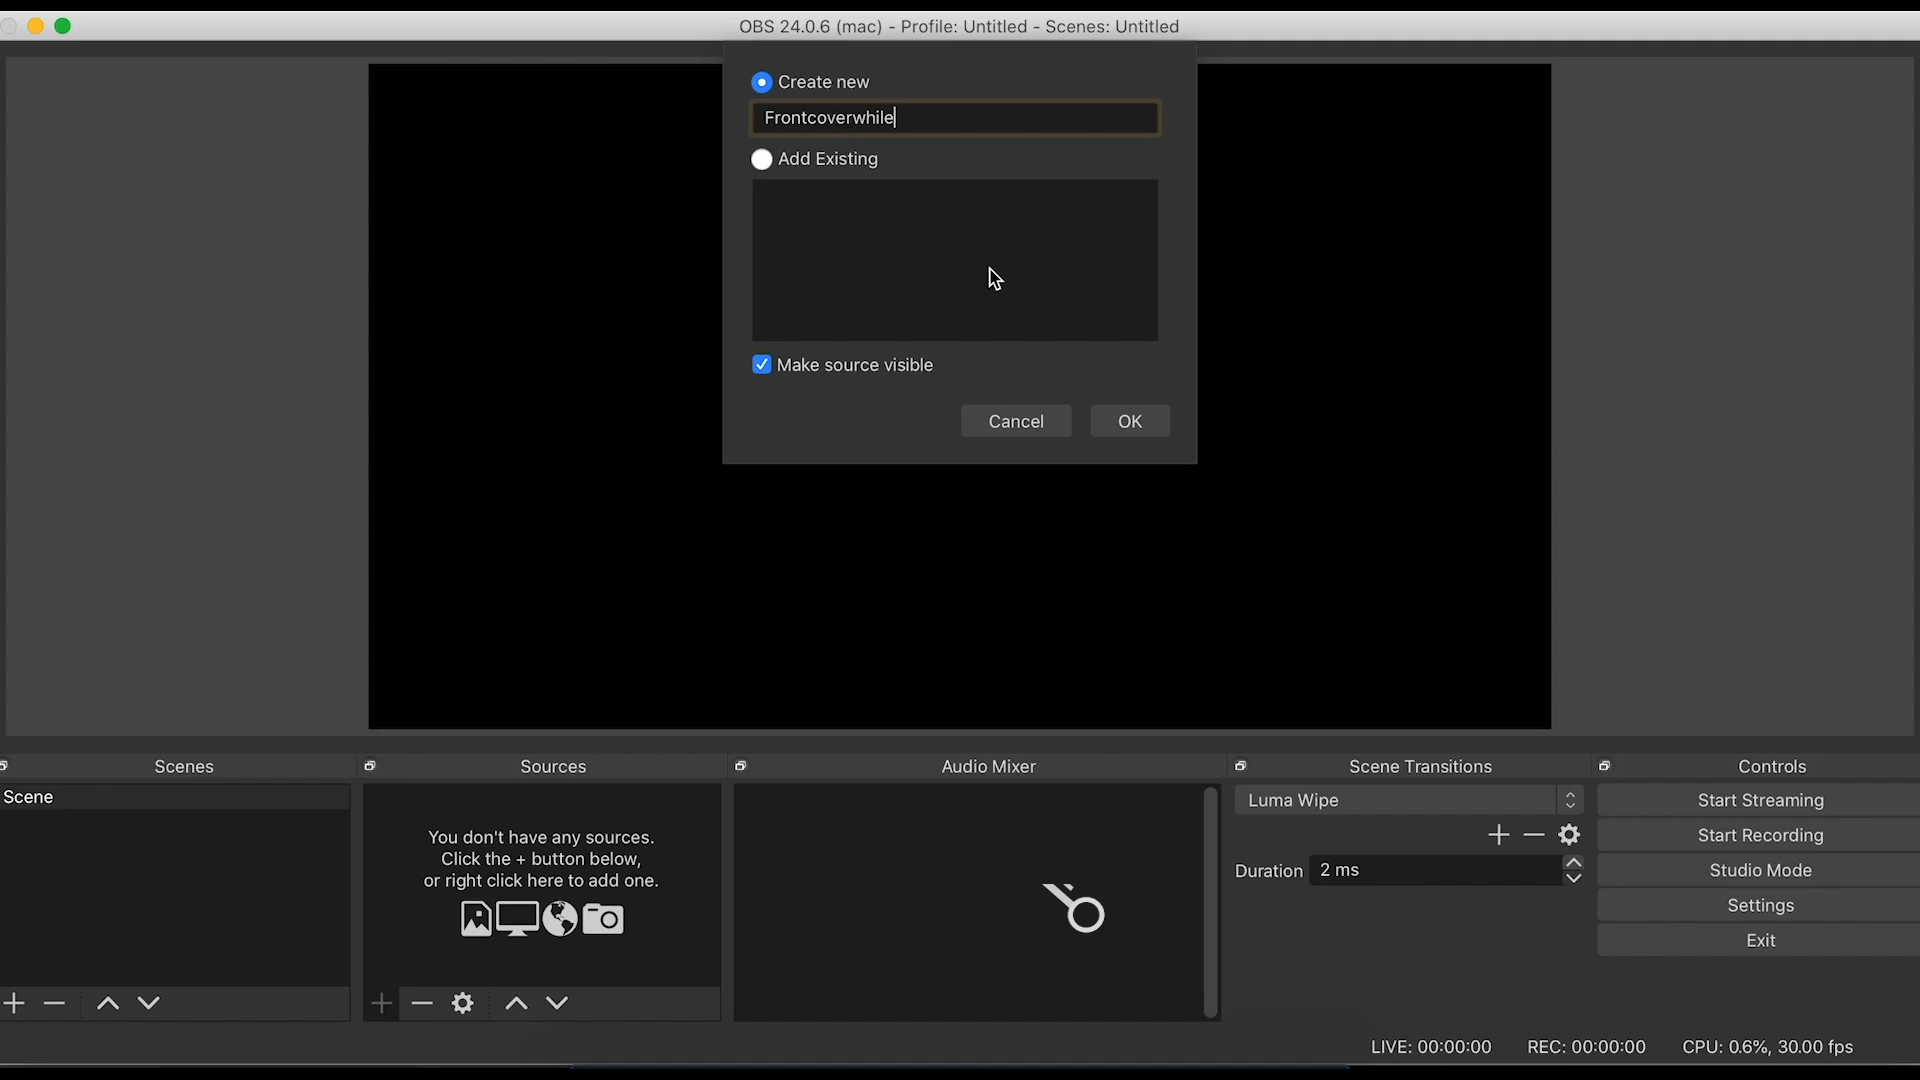 OBS 24.0.6 (mac) - Profile: Untitled - Scenes: Untitled
Create new
Frontcoverwhile
Add Existing
Make source visible
Cancel
OK
Scenes
Sources
Audio Mixer
Scene Transitions
Controls
Scene
You don't have any sources.
Click the + button below,
or right click here to add one.
Luma Wipe
Duration
2 ms
Start Streaming
Start Recording
Studio Mode
Settings
Exit
LIVE: 00:00:00
REC: 00:00:00
CPU: 0.6%, 30.00 fps